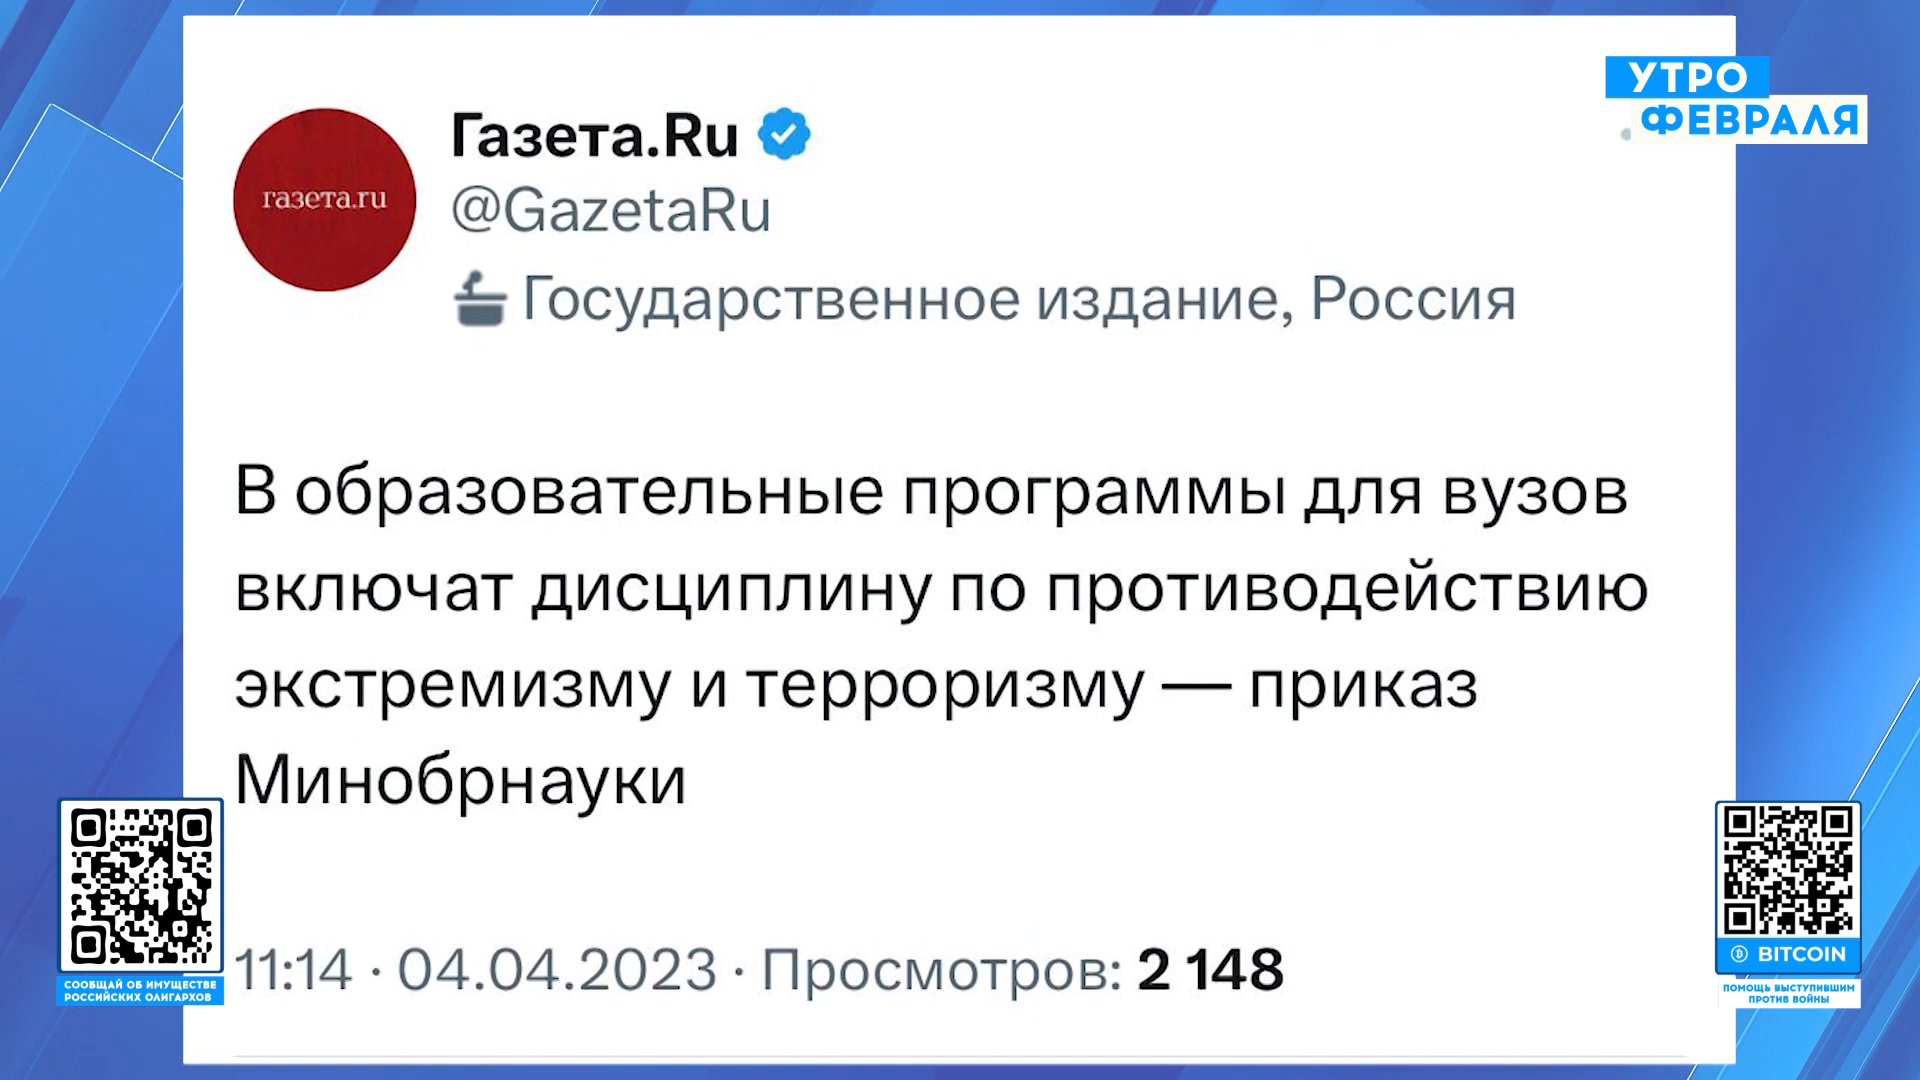 УТРО
ФЕВРАЛЯ
газета.ru
Газета.Ru
@GazetaRu
Государственное издание, Россия
В образовательные программы для вузов
включат дисциплину по противодействию
экстремизму и терроризму — приказ
Минобрнауки
11:14 · 04.04.2023 · Просмотров: 2 148
СООБЩАЙ ОБ ИМУЩЕСТВЕ
РОССИЙСКИХ ОЛИГАРХОВ
BITCOIN
ПОМОЩЬ ВЫСТУПИВШИМ
ПРОТИВ ВОЙНЫ